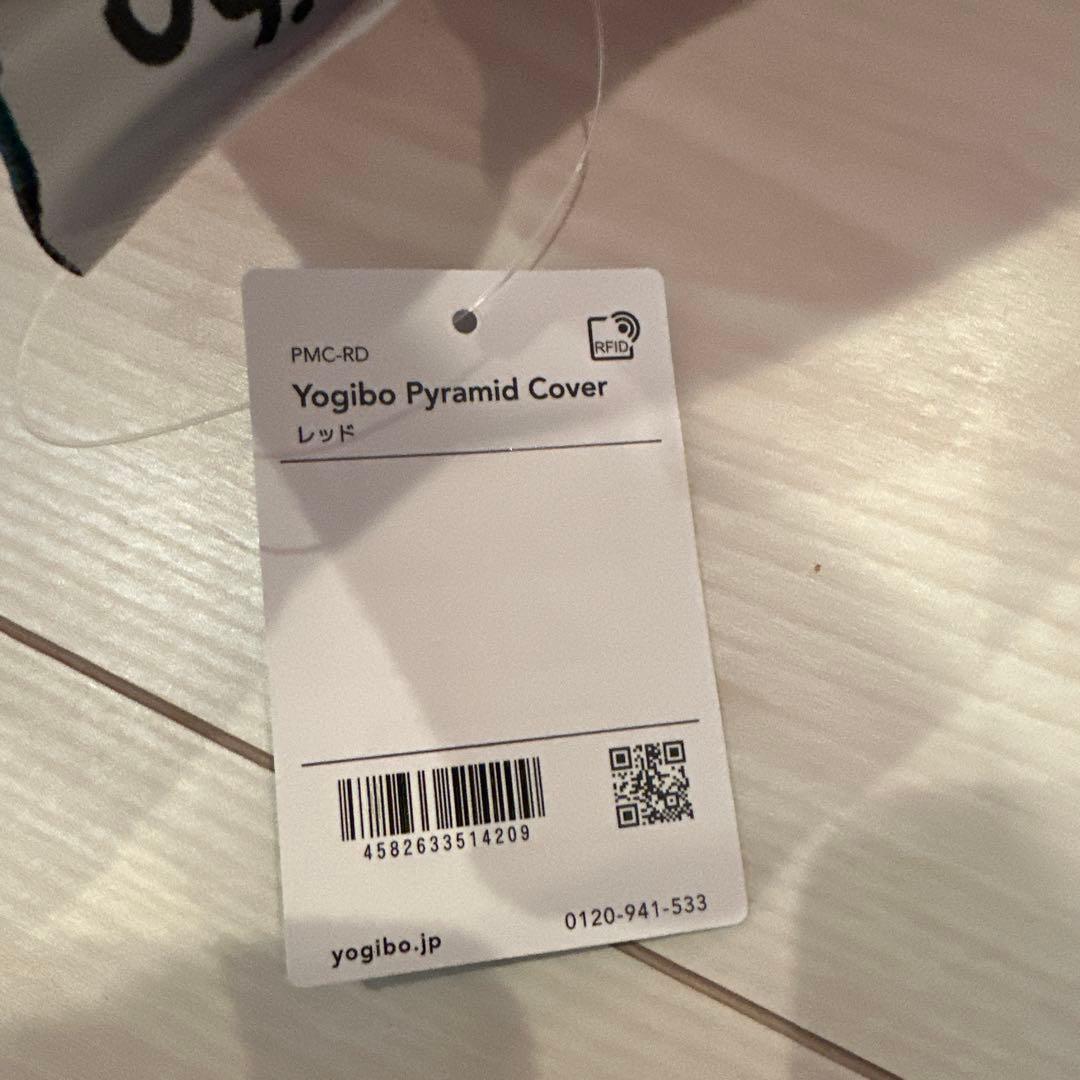 PMC-RD
RFID
Yogibo Pyramid Cover
レッド
4582633514209
0120-941-533
yogibo.jp